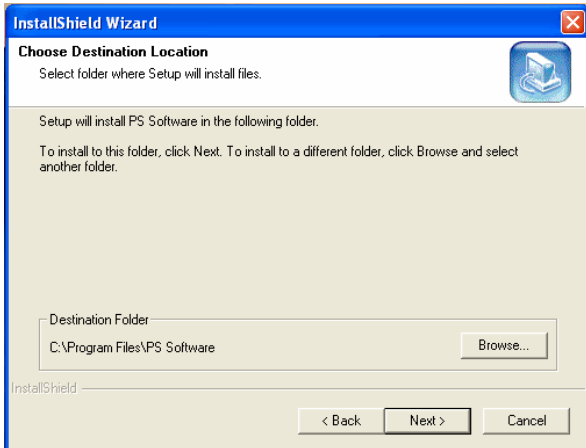 InstallShield Wizard
Choose Destination Location
Select folder where Setup will install files.
Setup will install PS Software in the following folder.
To install to this folder, click Next. To install to a different folder, click Browse and select
another folder.
Destination Folder
C:\Program Files\PS Software
Browse...
InstallShield
< Back
Next >
Cancel